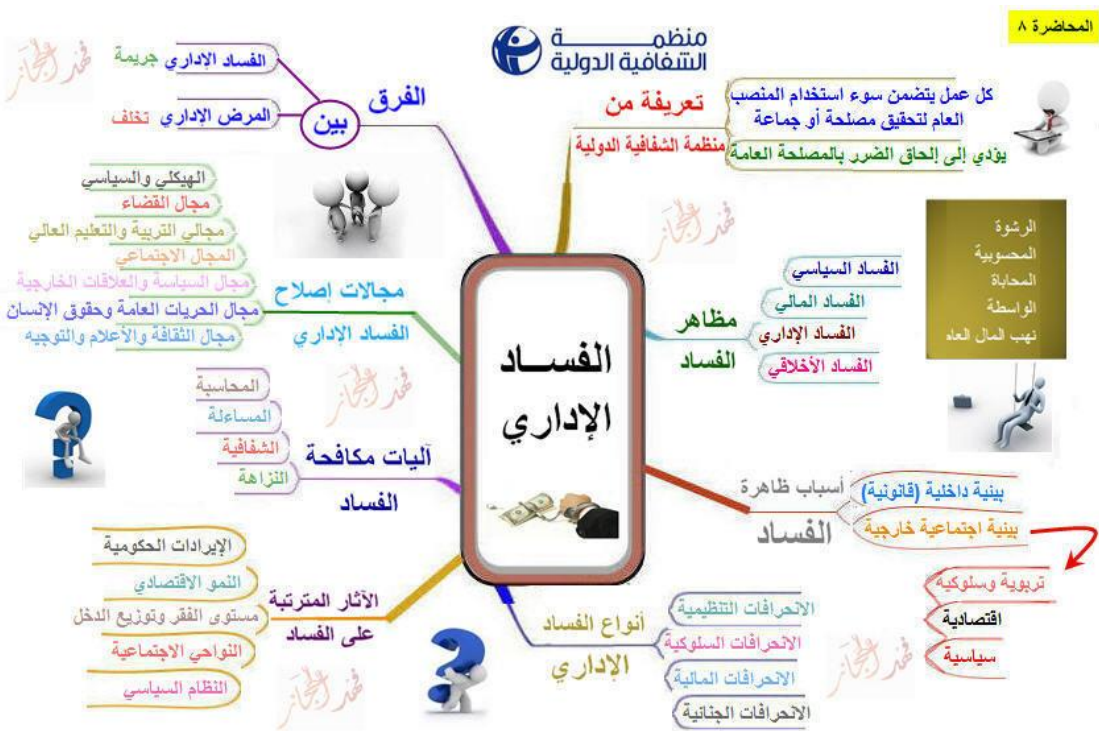 المحاضرة ٨
منظمـــــــة
الشفافية الدولية
تعريفة من
منظمة الشفافية الدولية
كل عمل يتضمن سوء استخدام المنصب
العام لتحقيق مصلحة أو جماعة
يؤدي إلى إلحاق الضرر بالمصلحة العامة
الفرق
بين
الفساد الإداري جريمة
المرض الإداري تخلف
الفســـاد
الإداري
مظاهر
الفساد
الفساد السياسي
الفساد المالي
الفساد الإداري
الفساد الأخلاقي
الرشوة
المحسوبية
المحاباة
الواسطة
نهب المال العام
أسباب ظاهرة
الفساد
بيئية داخلية (قانونية)
بيئية اجتماعية خارجية
تربوية وسلوكية
اقتصادية
سياسية
أنواع الفساد
الإداري
الانحرافات التنظيمية
الانحرافات السلوكية
الانحرافات المالية
الانحرافات الجنائية
مجالات إصلاح
الفساد الإداري
الهيكلي والسياسي
مجال القضاء
مجالي التربية والتعليم العالي
المجال الاجتماعي
مجال السياسة والعلاقات الخارجية
مجال الحريات العامة وحقوق الإنسان
مجال الثقافة والأعلام والتوجيه
آليات مكافحة
الفساد
المحاسبة
المساءلة
الشفافية
النزاهة
الآثار المترتبة
على الفساد
الإيرادات الحكومية
النمو الاقتصادي
مستوى الفقر وتوزيع الدخل
النواحي الاجتماعية
النظام السياسي